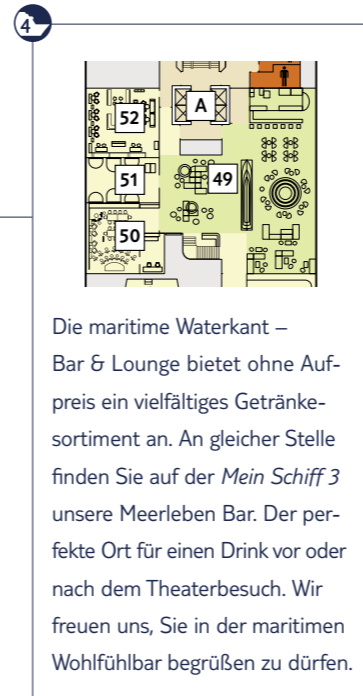 4
52
A
51
49
50
Die maritime Waterkant –
Bar & Lounge bietet ohne Auf-
preis ein vielfältiges Getränke-
sortiment an. An gleicher Stelle
finden Sie auf der Mein Schiff 3
unsere Meerleben Bar. Der per-
fekte Ort für einen Drink vor oder
nach dem Theaterbesuch. Wir
freuen uns, Sie in der maritimen
Wohlfühlbar begrüßen zu dürfen.